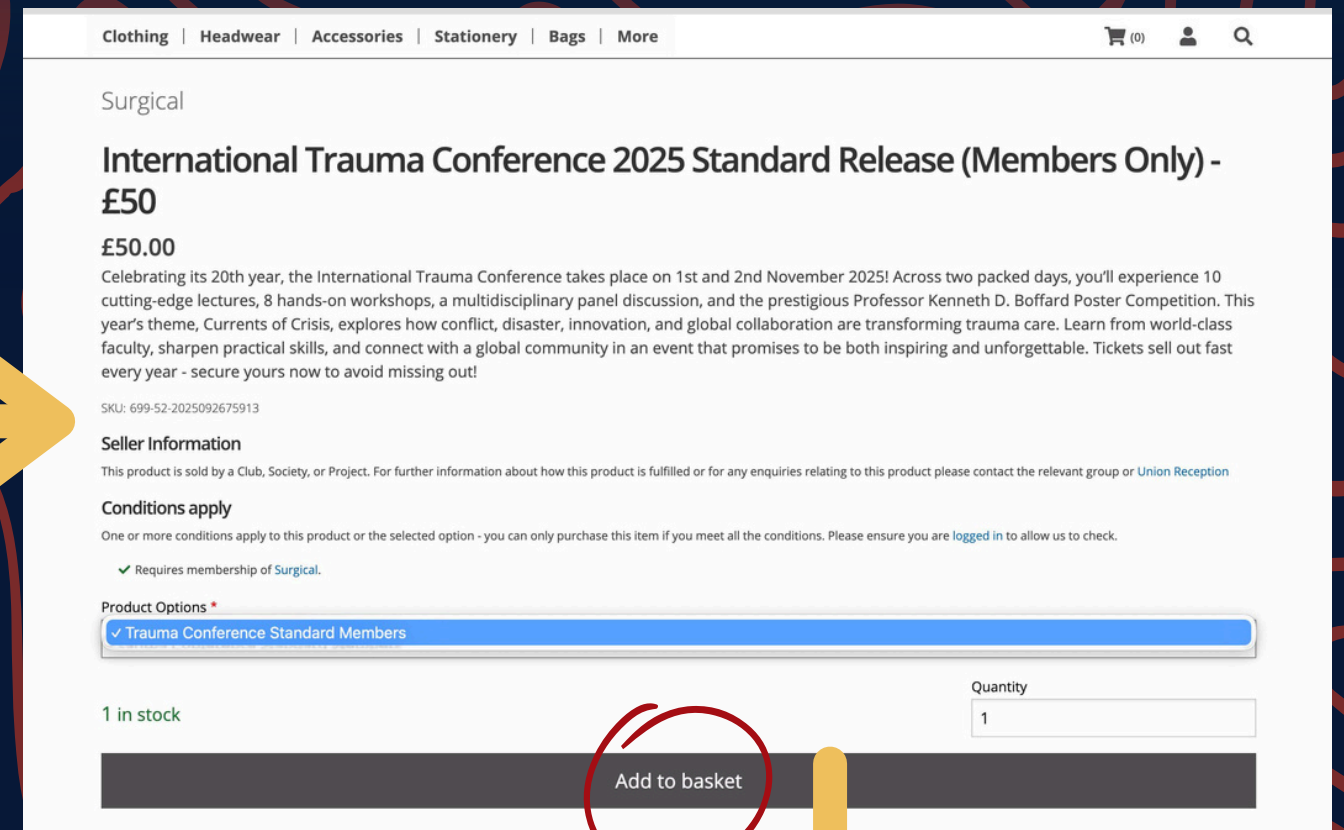 Clothing | Headwear | Accessories | Stationery | Bags | More
(0)
Surgical
International Trauma Conference 2025 Standard Release (Members Only) -
£50
£50.00
Celebrating its 20th year, the International Trauma Conference takes place on 1st and 2nd November 2025! Across two packed days, you'll experience 10
cutting-edge lectures, 8 hands-on workshops, a multidisciplinary panel discussion, and the prestigious Professor Kenneth D. Boffard Poster Competition. This
year's theme, Currents of Crisis, explores how conflict, disaster, innovation, and global collaboration are transforming trauma care. Learn from world-class
faculty, sharpen practical skills, and connect with a global community in an event that promises to be both inspiring and unforgettable. Tickets sell out fast
every year - secure yours now to avoid missing out!
SKU: 699-52-2025092675913
Seller Information
This product is sold by a Club, Society, or Project. For further information about how this product is fulfilled or for any enquiries relating to this product please contact the relevant group or Union Reception
Conditions apply
One or more conditions apply to this product or the selected option - you can only purchase this item if you meet all the conditions. Please ensure you are logged in to allow us to check.
✓ Requires membership of Surgical.
Product Options *
✓ Trauma Conference Standard Members
Quantity
1 in stock
1
Add to basket